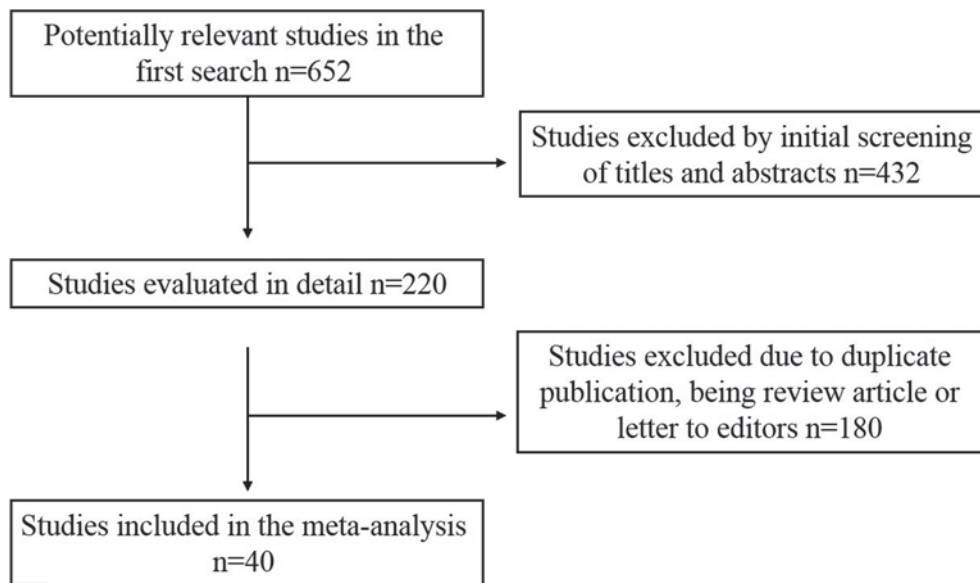 Potentially relevant studies in the
first search n=652
Studies excluded by initial screening
of titles and abstracts n=432
Studies evaluated in detail n=220
Studies excluded due to duplicate
publication, being review article or
letter to editors n=180
Studies included in the meta-analysis
n=40